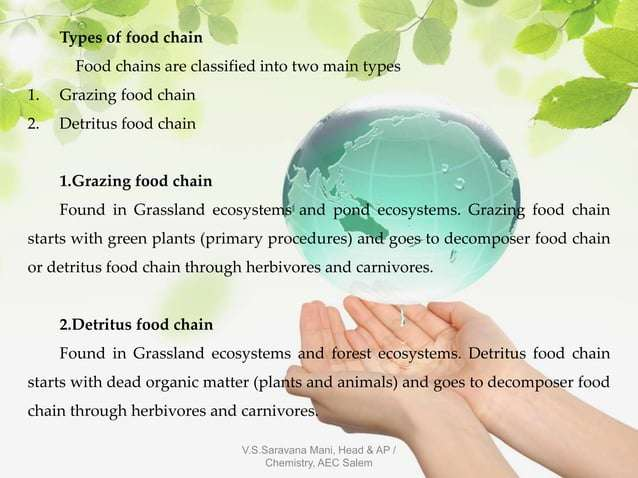 Types of food chain
Food chains are classified into two main types
1. Grazing food chain
2. Detritus food chain
1.Grazing food chain
Found in Grassland ecosystems and pond ecosystems. Grazing food chain
starts with green plants (primary procedures) and goes to decomposer food chain
or detritus food chain through herbivores and carnivores.
2.Detritus food chain
Found in Grassland ecosystems and forest ecosystems. Detritus food chain
starts with dead organic matter (plants and animals) and goes to decomposer food
chain through herbivores and carnivores.
V.S.Saravana Mani, Head & AP /
Chemistry, AEC Salem